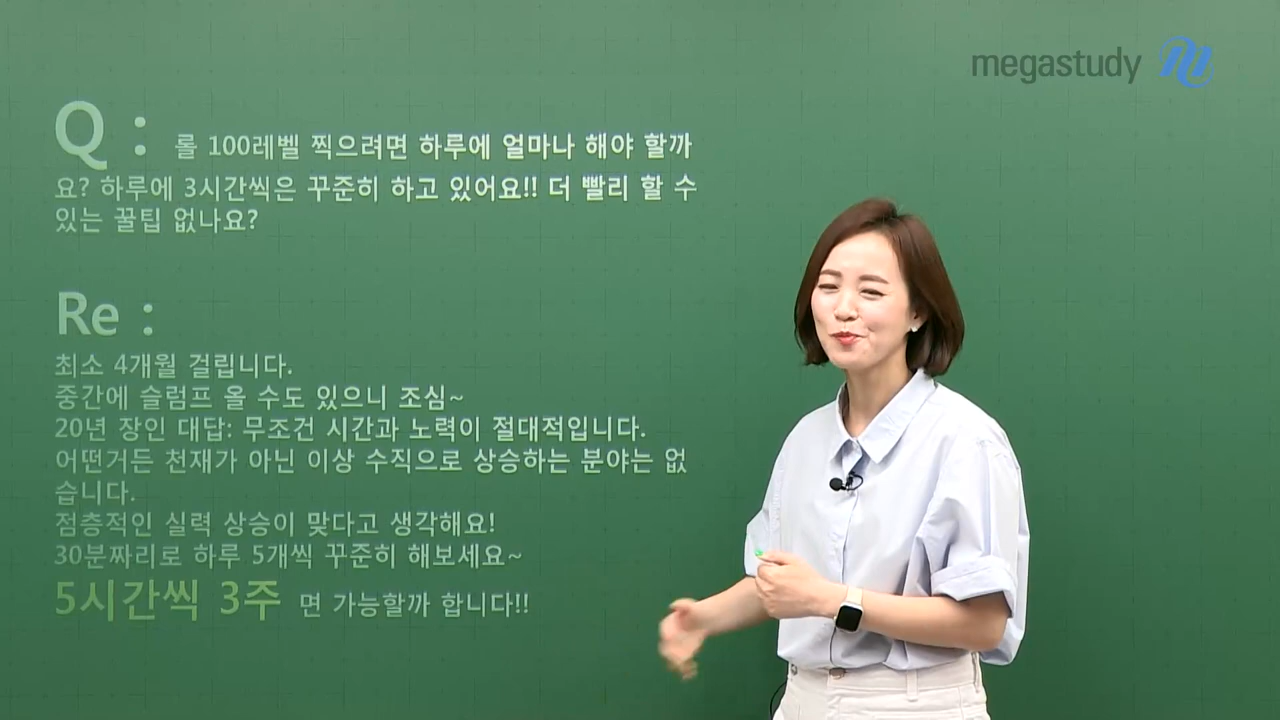 megastudy
Q : 롤 100레벨 찍으려면 하루에 얼마나 해야 할까
요? 하루에 3시간씩은 꾸준히 하고 있어요!! 더 빨리 할 수
있는 꿀팁 없나요?
Re :
최소 4개월 걸립니다.
중간에 슬럼프 올 수도 있으니 조심~
20년 장인 대답: 무조건 시간과 노력이 절대적입니다.
어떤거든 천재가 아닌 이상 수직으로 상승하는 분야는 없
습니다.
점층적인 실력 상승이 맞다고 생각해요!
30분짜리로 하루 5개씩 꾸준히 해보세요~
5시간씩 3주 면 가능할까 합니다!!